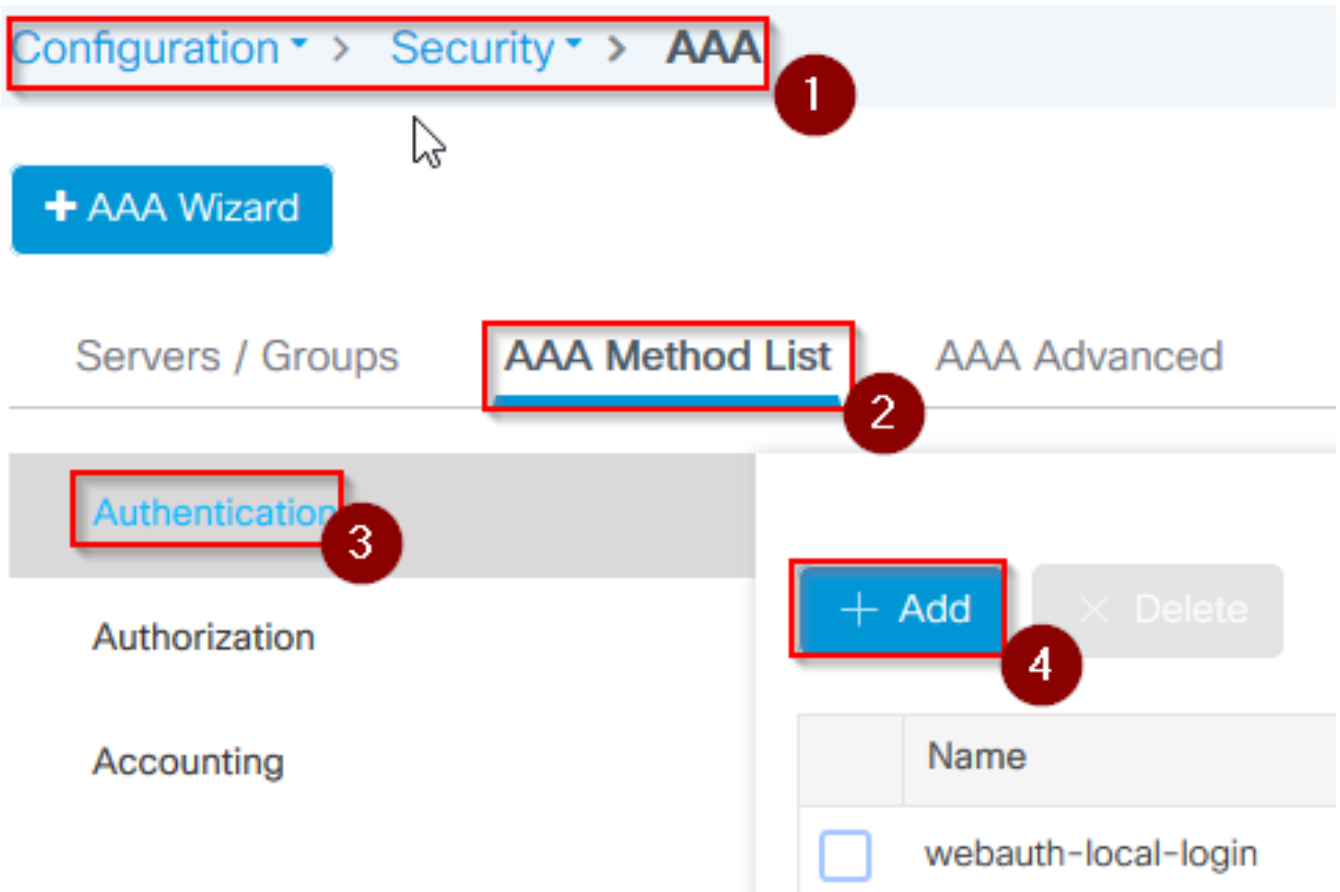 Configuration > Security > AAA
1
+ AAA Wizard
Servers / Groups AAA Method List AAA Advanced
2
Authentication
3
+ Add × Delete
4
Authorization
Name
Accounting
webauth-local-login